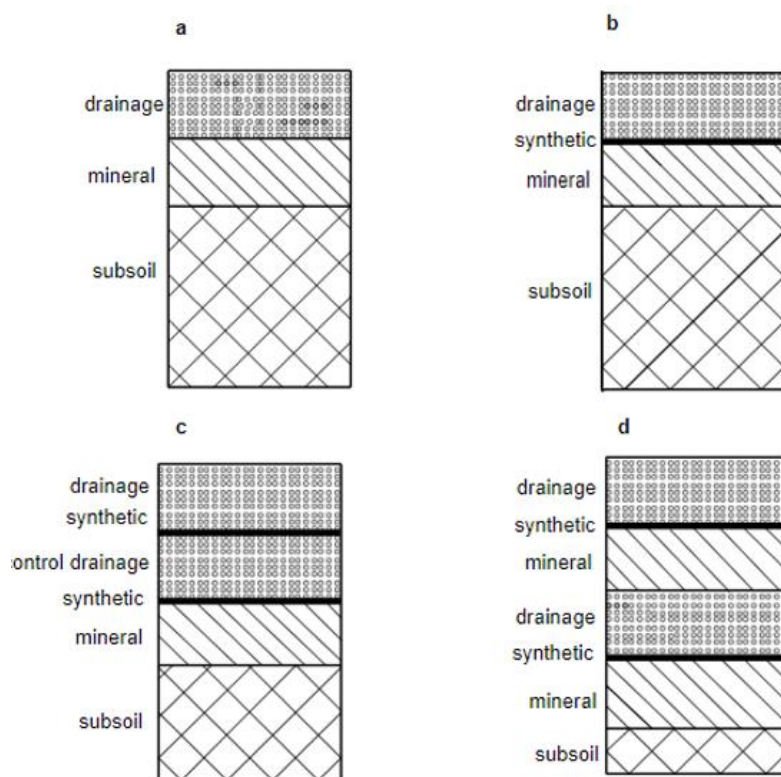 a
drainage
mineral
subsoil
b
drainage
synthetic
mineral
subsoil
c
drainage
synthetic
ontrol drainage
synthetic
mineral
subsoil
d
drainage
synthetic
mineral
drainage
synthetic
mineral
subsoil